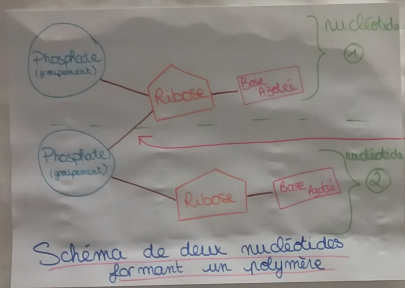 Phosphate
(groupement)
Ribose
Base
Azotée
nucléotide
1
Phosphate
(groupement)
Ribose
Base
Azotée
nucléotide
2
Schéma de deux nucléotides
formant un polymère